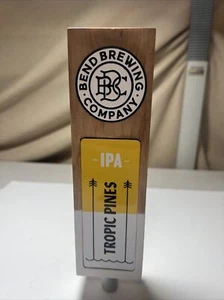 BEND BREWING
COMPANY
BBC
- IPA -
TROPIC PINES